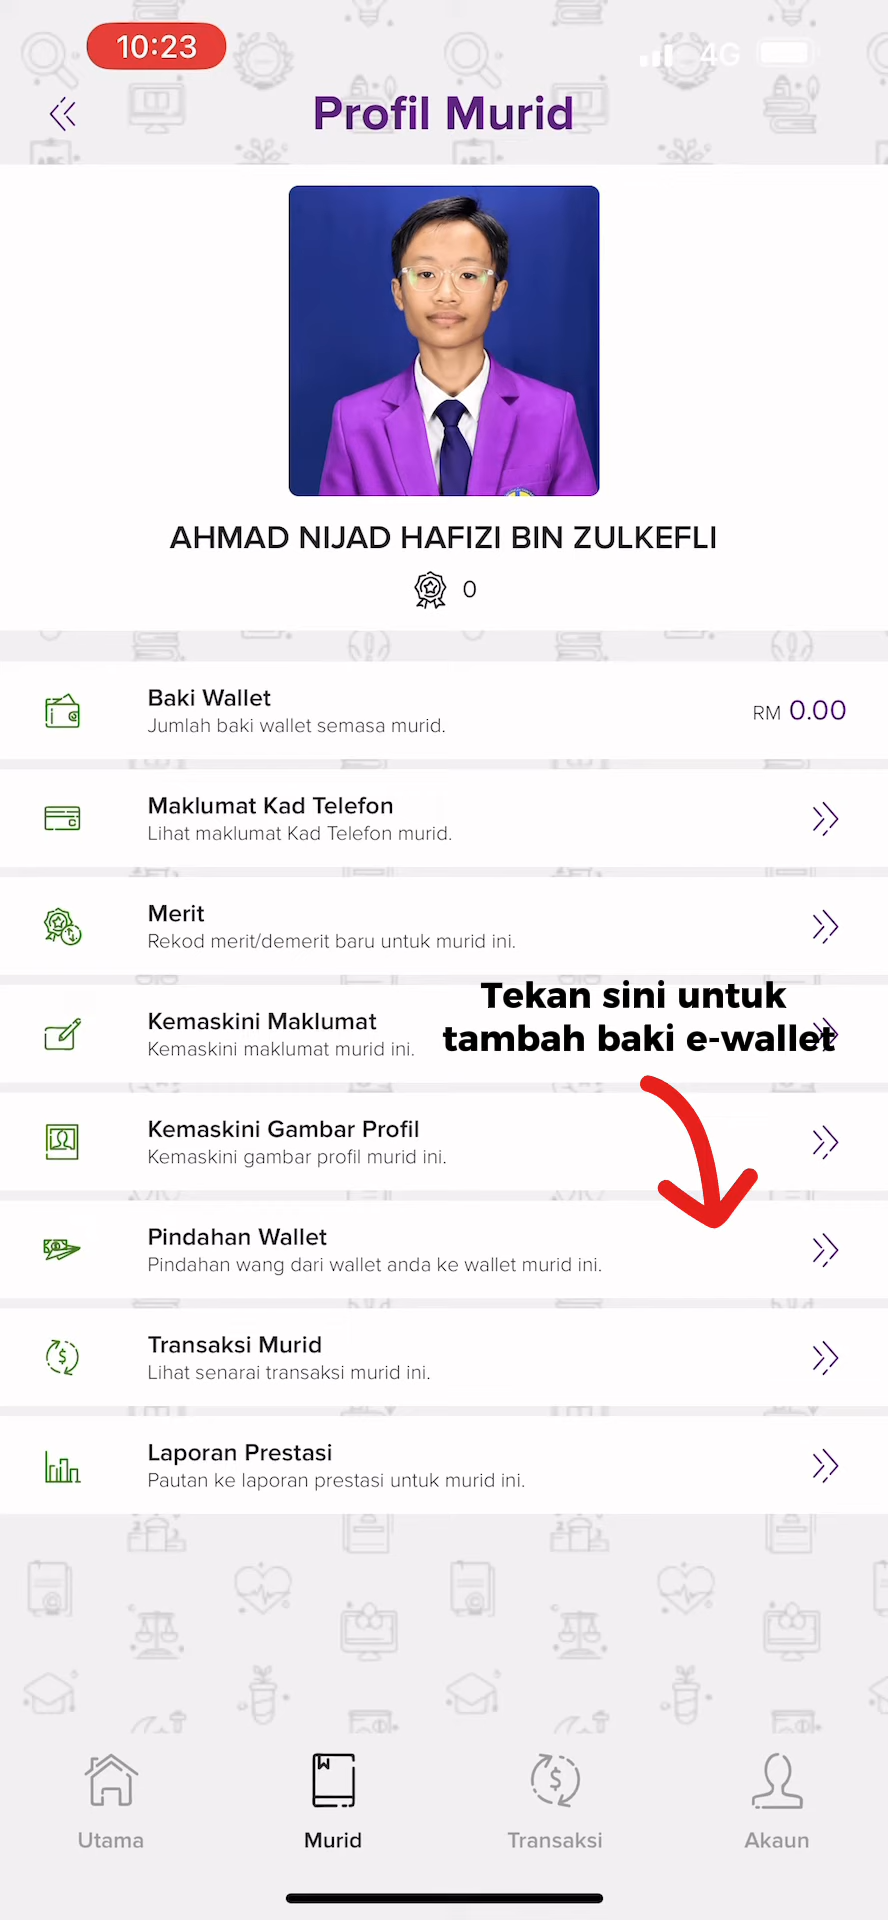 10:23
4G
Profil Murid
AHMAD NIJAD HAFIZI BIN ZULKEFLI
0
Baki Wallet
Jumlah baki wallet semasa murid.
RM 0.00
Maklumat Kad Telefon
Lihat maklumat Kad Telefon murid.
Merit
Rekod merit/demerit baru untuk murid ini.
Tekan sini untuk
tambah baki e-wallet
Kemaskini Maklumat
Kemaskini maklumat murid ini.
Kemaskini Gambar Profil
Kemaskini gambar profil murid ini.
Pindahan Wallet
Pindahan wang dari wallet anda ke wallet murid ini.
Transaksi Murid
Lihat senarai transaksi murid ini.
Laporan Prestasi
Pautan ke laporan prestasi untuk murid ini.
Utama
Murid
Transaksi
Akaun